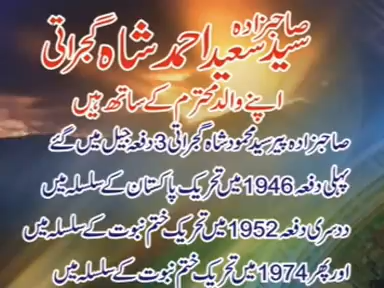 صاحبزادہ
سید سعید احمد شاہ گجراتی
اپنے والد محترم کے ساتھ ہیں
صاحبزادہ پیر سید محمود شاہ گجراتی 3 دفعہ جیل میں گئے
پہلی دفعہ 1946 میں تحریک پاکستان کے سلسلہ میں
دوسری دفعہ 1952 میں تحریک ختم نبوت کے سلسلہ میں
اور پھر 1974 میں تحریک ختم نبوت کے سلسلہ میں